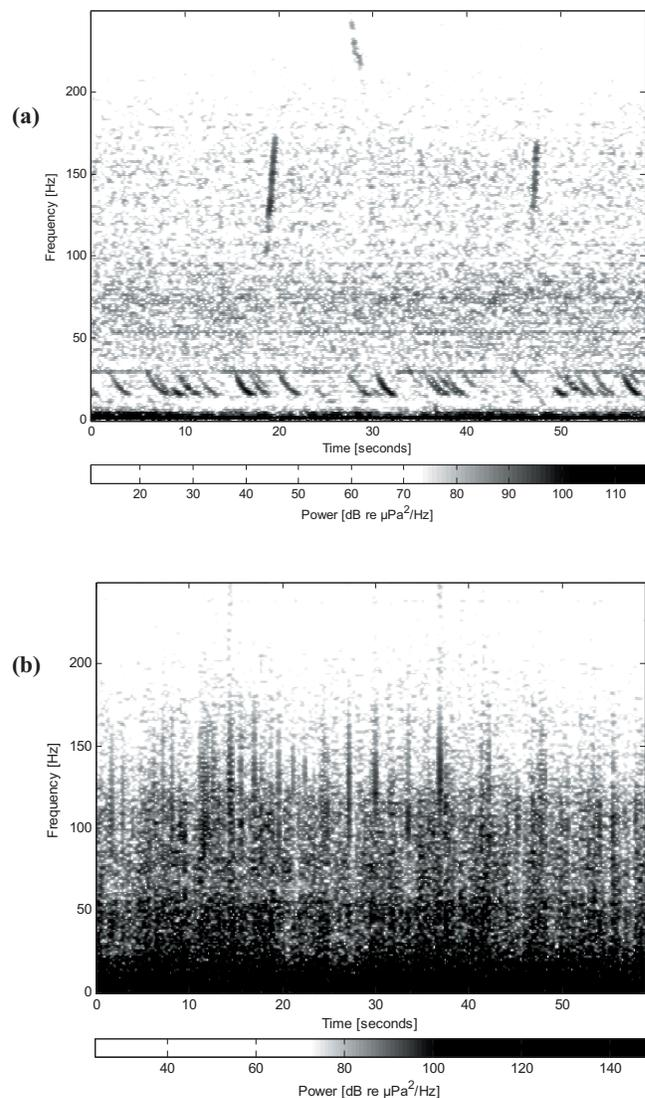 (a)
Frequency [Hz]
200
150
100
50
0
0 10 20 30 40 50
Time [seconds]
20 30 40 50 60 70 80 90 100 110
Power [dB re µPa²/Hz]
(b)
Frequency [Hz]
200
150
100
50
0
0 10 20 30 40 50
Time [seconds]
40 60 80 100 120 140
Power [dB re µPa²/Hz]